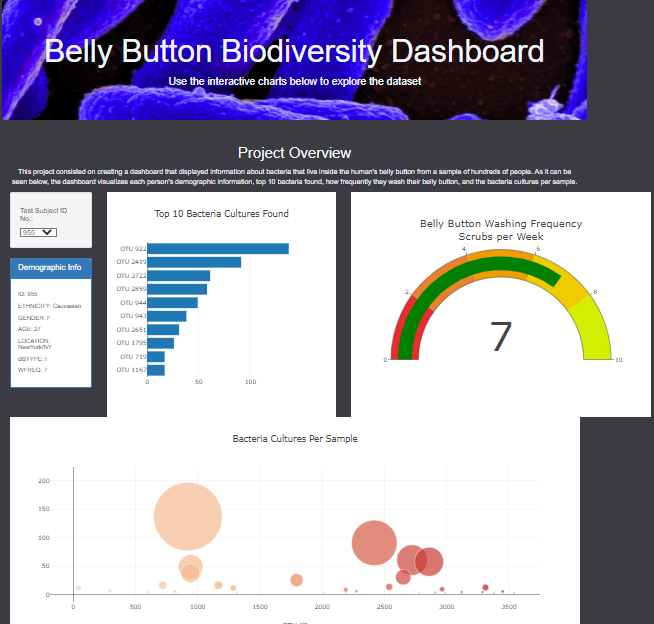 Belly Button Biodiversity Dashboard
Use the interactive charts below to explore the dataset
Project Overview
This project consisted on creating a dashboard that displayed information about bacteria that live inside the human's belly button from a sample of hundreds of people. As it can be
seen below, the dashboard visualizes each person's demographic information, top 10 bacteria found, how frequently they wash their belly button, and the bacteria cultures per sample.
Test Subject ID
No.:
955
Demographic Info
ID: 955
ETHNICITY: Caucasian
GENDER: F
AGE: 27
LOCATION:
NewYork/NY
BBTYPE: I
WFREQ: 7
Top 10 Bacteria Cultures Found
OTU 922
OTU 2419
OTU 2722
OTU 2859
OTU 944
OTU 943
OTU 2651
OTU 1795
OTU 719
OTU 1167
0 50 100
Belly Button Washing Frequency
Scrubs per Week
4 6
2 8
7
0 10
Bacteria Cultures Per Sample
200
150
100
50
0
0 500 1000 1500 2000 2500 3000 3500